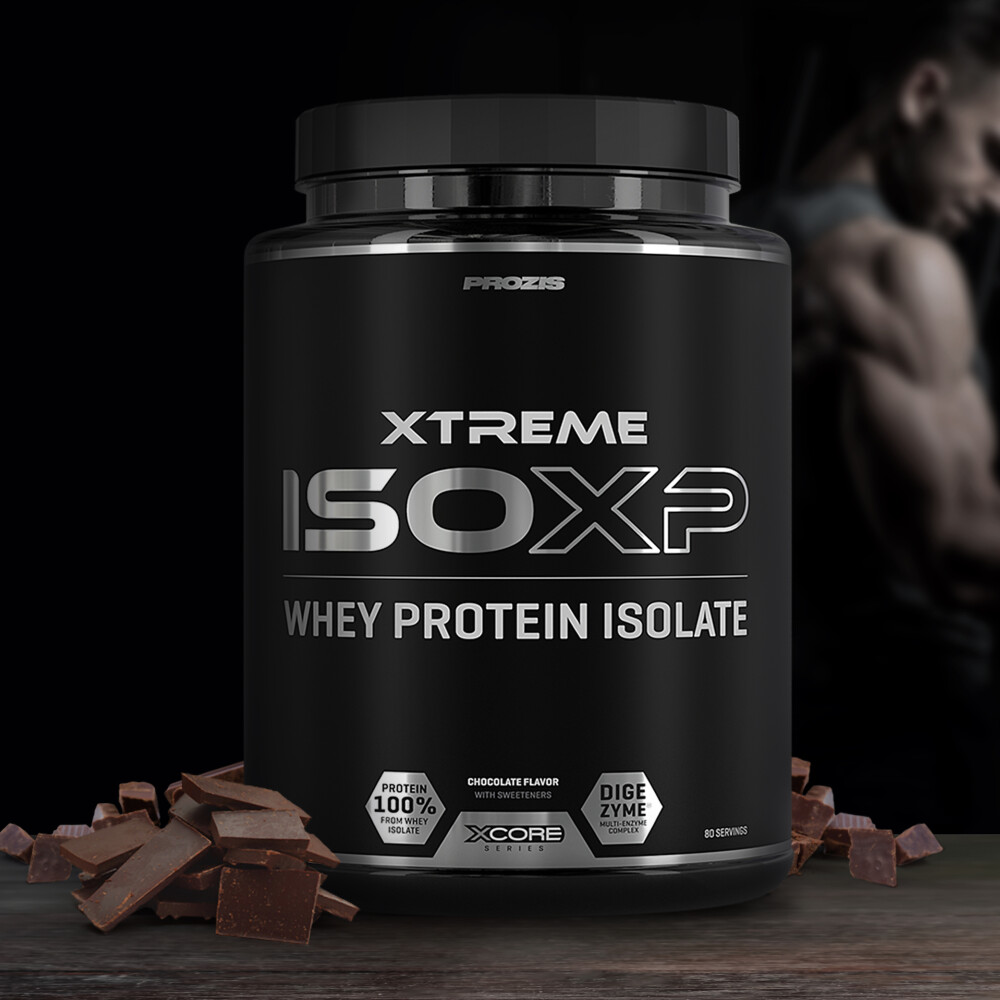 PROZIS
XTREME
ISOXP
WHEY PROTEIN ISOLATE
PROTEIN
100%
FROM WHEY
ISOLATE
CHOCOLATE FLAVOR
WITH SWEETENERS
XCORE
SERIES
DIGE
ZYME®
MULTI-ENZYME
COMPLEX
80 SERVINGS